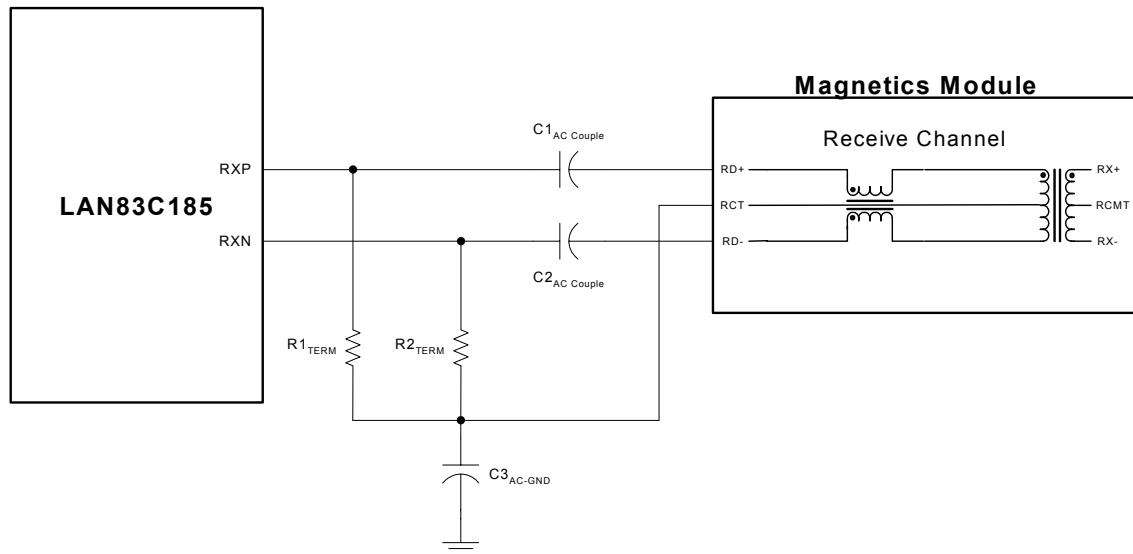 Magnetics Module
C1AC Couple
Receive Channel
RXP
RD+
RX+
LAN83C185
RCT
RCMT
RXN
RD-
RX-
C2AC Couple
R1TERM
R2TERM
C3AC-GND